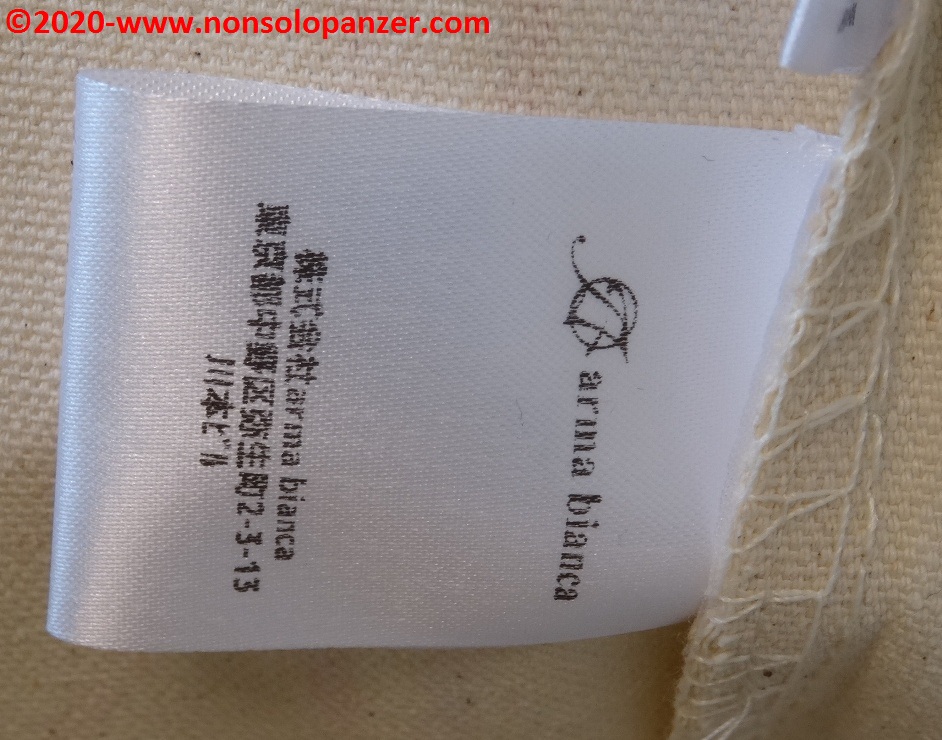 ©2020-www.nonsolopanzer.com
arma bianca
株式会社arma bianca
東京都中野区弥生町2-3-13
川本ビル